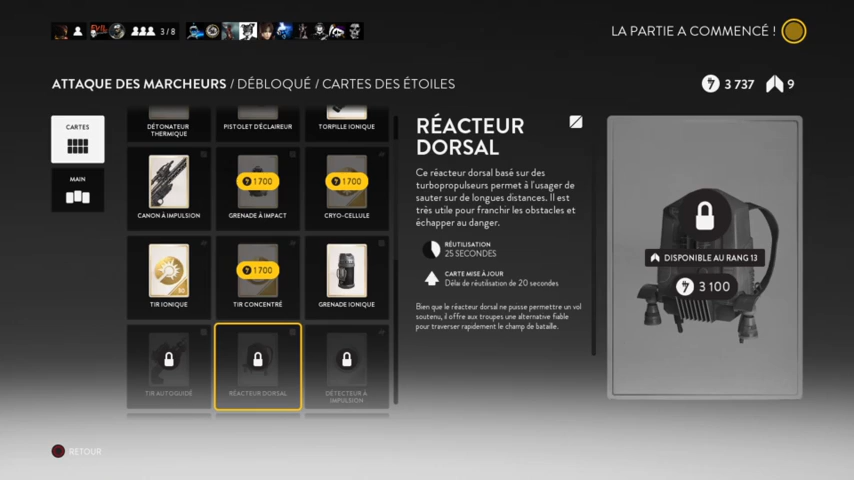 3 / 8
LA PARTIE A COMMENCÉ !
ATTAQUE DES MARCHEURS / DÉBLOQUÉ / CARTES DES ÉTOILES
3 737
9
CARTES
MAIN
DÉTONATEUR THERMIQUE
PISTOLET D'ÉCLAIREUR
TORPILLE IONIQUE
CANON À IMPULSION
1 700
GRENADE À IMPACT
1 700
CRYO-CELLULE
TIR IONIQUE
1 700
TIR CONCENTRÉ
GRENADE IONIQUE
TIR AUTOGUIDÉ
RÉACTEUR DORSAL
DÉTECTEUR À IMPULSION
RÉACTEUR
DORSAL
Ce réacteur dorsal basé sur des
turbopropulseurs permet à l'usager de
sauter sur de longues distances. Il est
très utile pour franchir les obstacles et
échapper au danger.
RÉUTILISATION
25 SECONDES
CARTE MISE À JOUR
Délai de réutilisation de 20 secondes
Bien que le réacteur dorsal ne puisse permettre un vol
soutenu, il offre aux troupes une alternative fiable
pour traverser rapidement le champ de bataille.
DISPONIBLE AU RANG 13
3 100
RETOUR